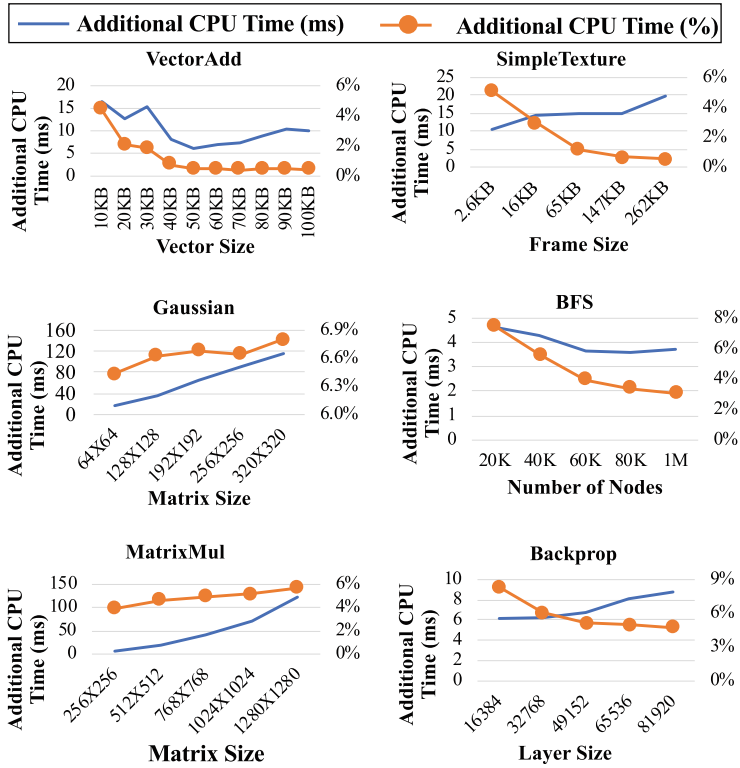 Additional CPU Time (ms) Additional CPU Time (%)
VectorAdd
Additional CPU
Time (ms)
20
15
10
5
0
6%
4%
2%
0%
10KB 20KB 30KB 40KB 50KB 60KB 70KB 80KB 90KB 100KB
Vector Size
SimpleTexture
Additional CPU
Time (ms)
25
20
15
10
5
0
6%
4%
2%
0%
2.6KB 16KB 65KB 147KB 262KB
Frame Size
Gaussian
Additional CPU
Time (ms)
160
120
80
40
0
6.9%
6.6%
6.3%
6.0%
64X64 128X128 192X192 256X256 320X320
Matrix Size
BFS
Additional CPU
Time (ms)
5
4
3
2
1
0
8%
6%
4%
2%
0%
20K 40K 60K 80K 1M
Number of Nodes
MatrixMul
Additional CPU
Time (ms)
150
100
50
0
6%
4%
2%
0%
256X256 512X512 768X768 1024X1024 1280X1280
Matrix Size
Backprop
Additional CPU
Time (ms)
10
8
6
4
2
0
9%
6%
3%
0%
16384 32768 49152 65536 81920
Layer Size